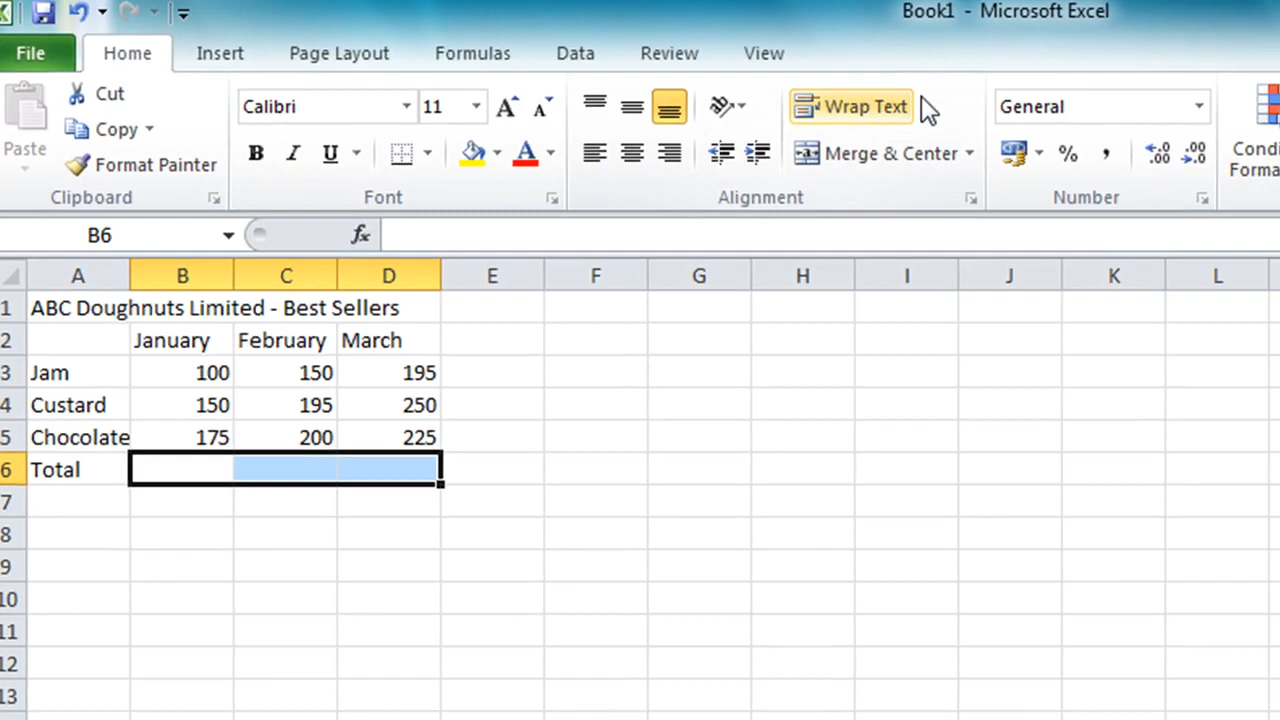 Book1 - Microsoft Excel
File Home Insert Page Layout Formulas Data Review View
Cut
Calibri 11 Wrap Text General
Copy
Paste B I U A Merge & Center % , .00 .0
Format Painter
Clipboard Font Alignment Number
B6 fx
A B C D E F G H I J K L
1 ABC Doughnuts Limited - Best Sellers
2 January February March
3 Jam 100 150 195
4 Custard 150 195 250
5 Chocolate 175 200 225
6 Total
7
8
9
10
11
12
13